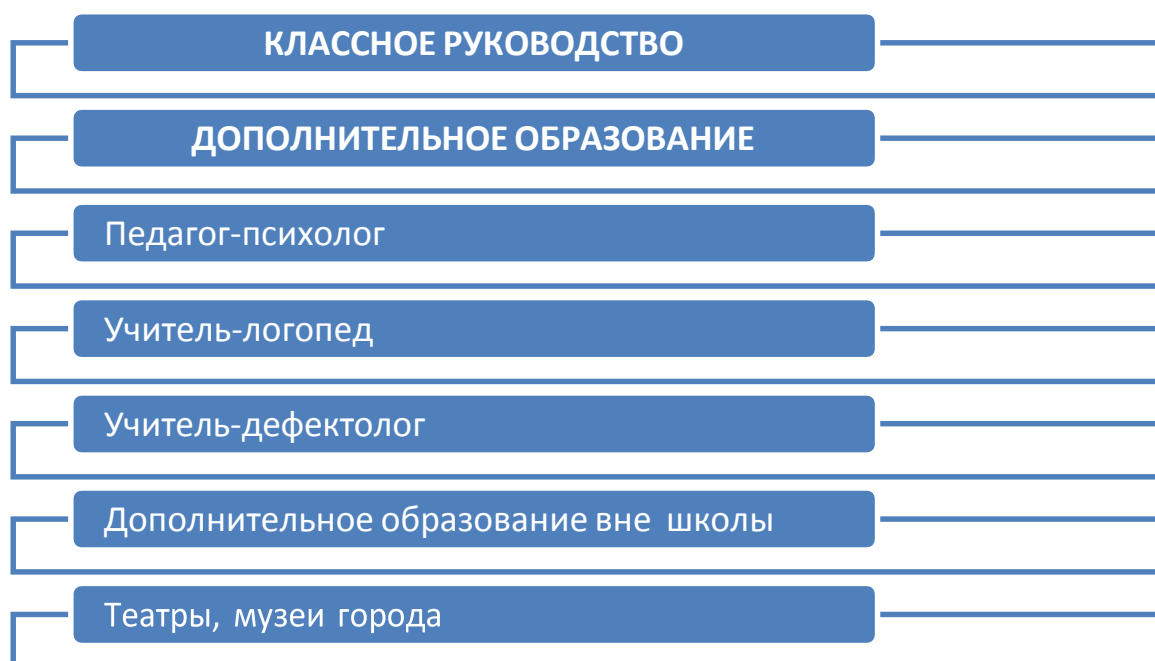 КЛАССНОЕ РУКОВОДСТВО
ДОПОЛНИТЕЛЬНОЕ ОБРАЗОВАНИЕ
Педагог-психолог
Учитель-логопед
Учитель-дефектолог
Дополнительное образование вне школы
Театры, музеи города